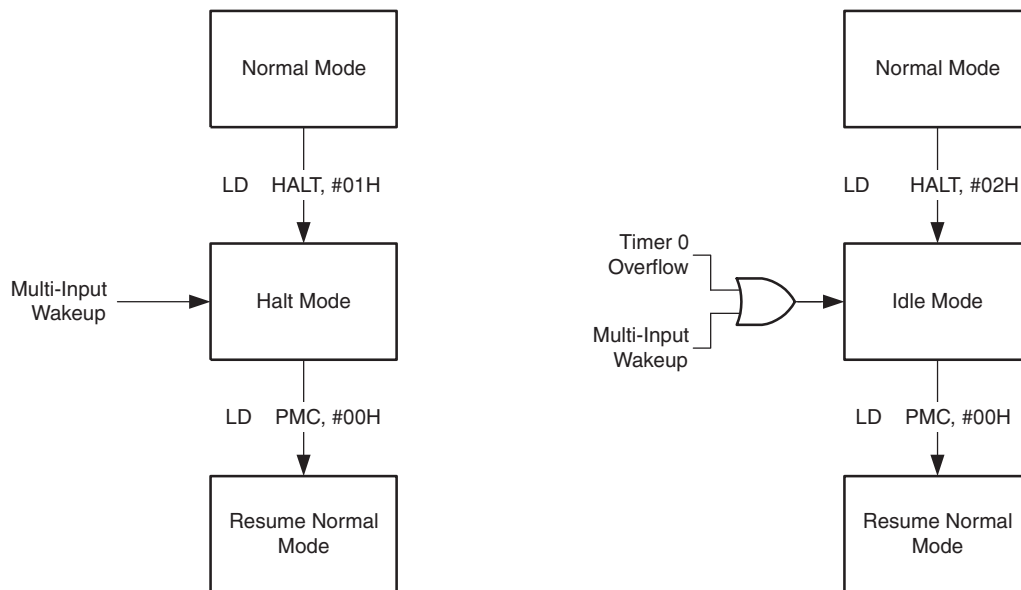 Normal Mode
LD HALT, #01H
Multi-Input
Wakeup
Halt Mode
LD PMC, #00H
Resume Normal
Mode
Normal Mode
LD HALT, #02H
Timer 0
Overflow
Multi-Input
Wakeup
Idle Mode
LD PMC, #00H
Resume Normal
Mode